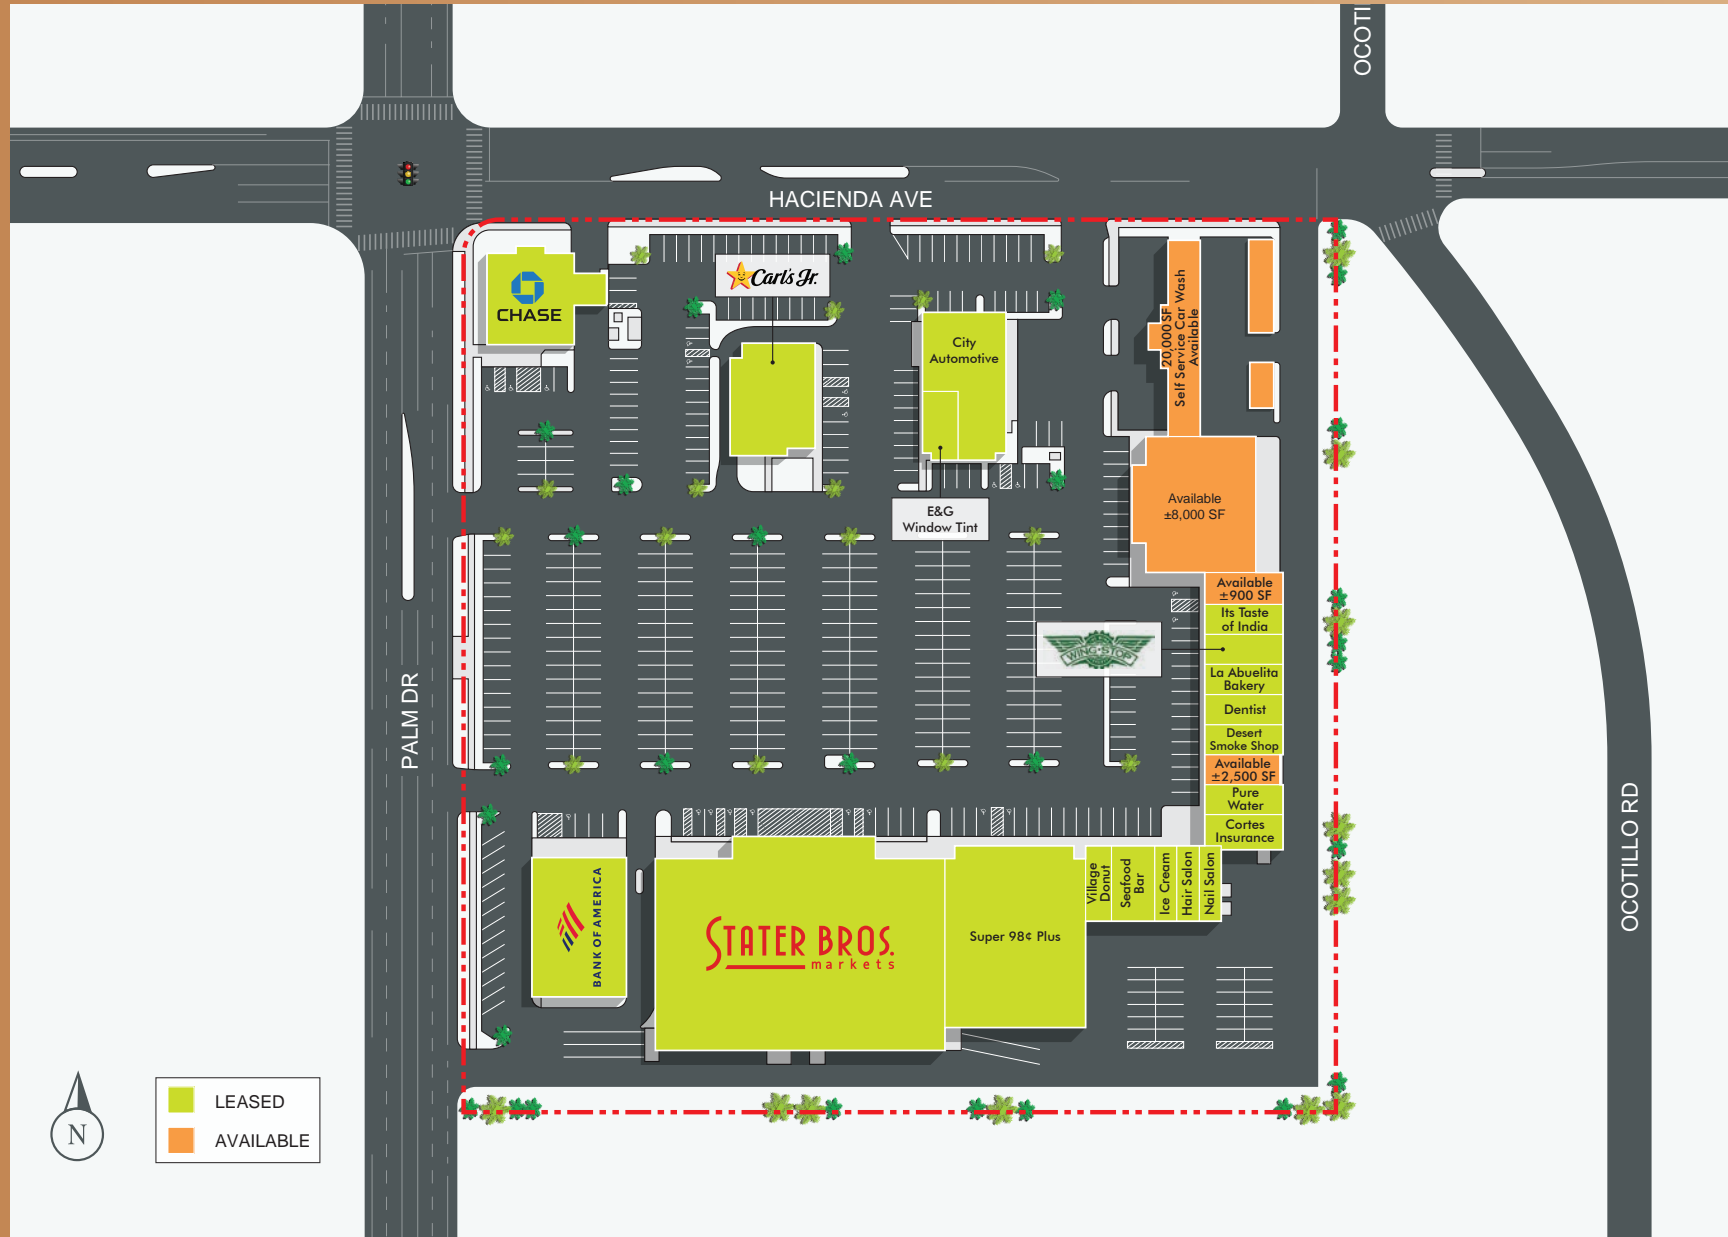 OCOTIL
HACIENDA AVE
CHASE
Carl's Jr.
City
Automotive
20,000 SF
Self Service Car Wash
Available
Available
±8,000 SF
E&G
Window Tint
Available
±900 SF
Its Taste
of India
WING·STOP
La Abuelita
Bakery
Dentist
Desert
Smoke Shop
Available
±2,500 SF
Pure
Water
Cortes
Insurance
PALM DR
OCOTILLO RD
BANK OF AMERICA
STATER BROS.
markets
Super 98¢ Plus
Village
Donut
Seafood
Bar
Ice Cream
Hair Salon
Nail Salon
N
LEASED
AVAILABLE